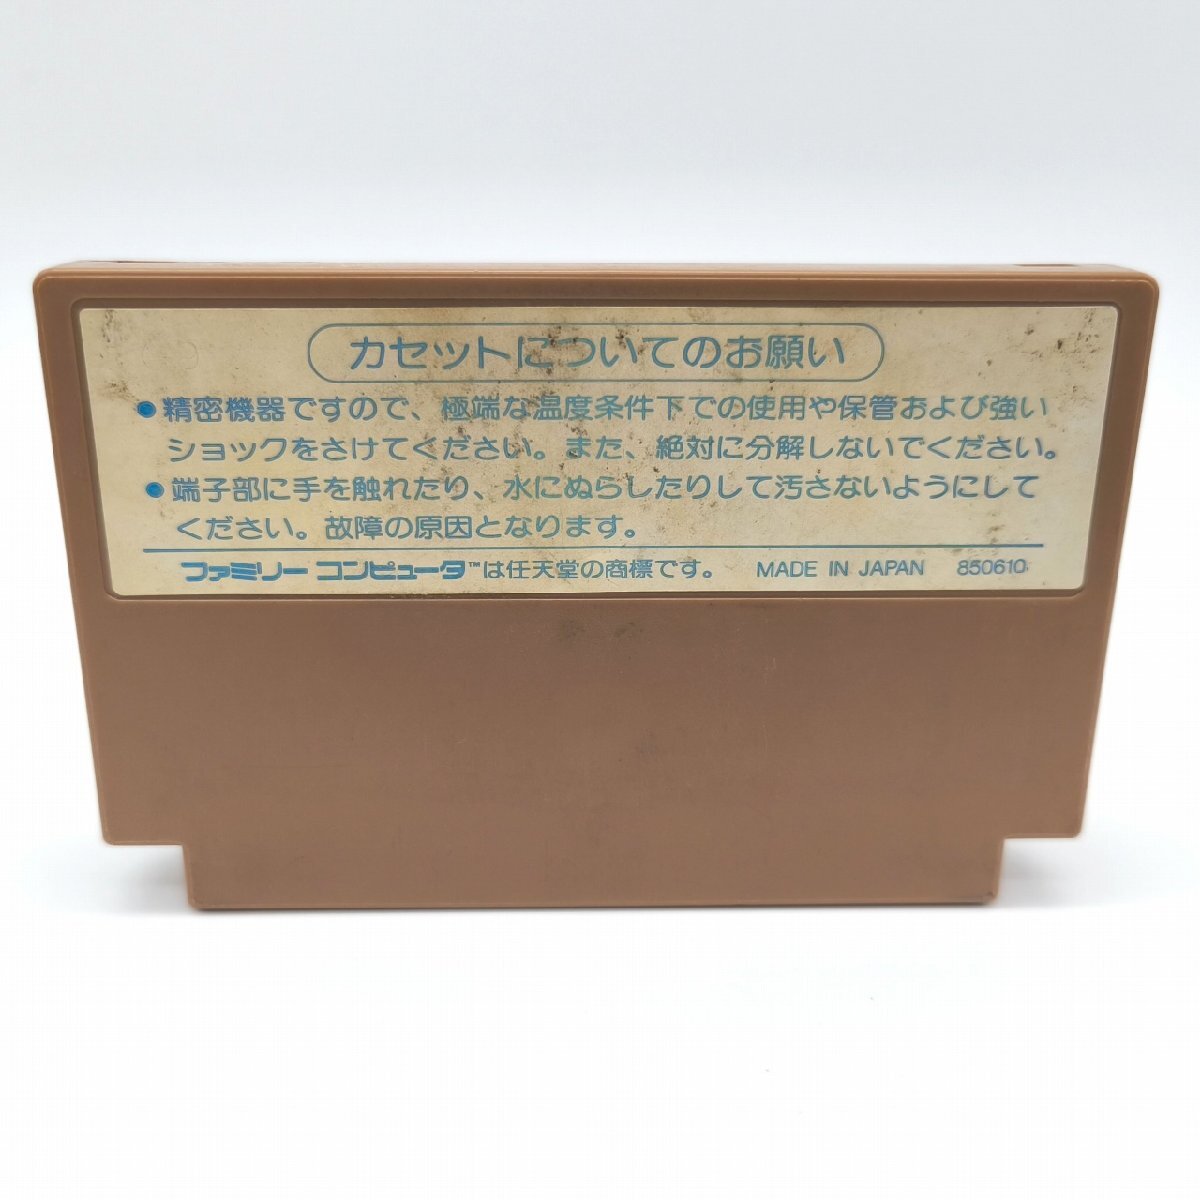 カセットについてのお願い
●精密機器ですので、極端な温度条件下での使用や保管および強い
ショックをさけてください。また、絶対に分解しないでください。
●端子部に手を触れたり、水にぬらしたりして汚さないようにして
ください。故障の原因となります。
ファミリーコンピュータ™は任天堂の商標です。 MADE IN JAPAN 850610